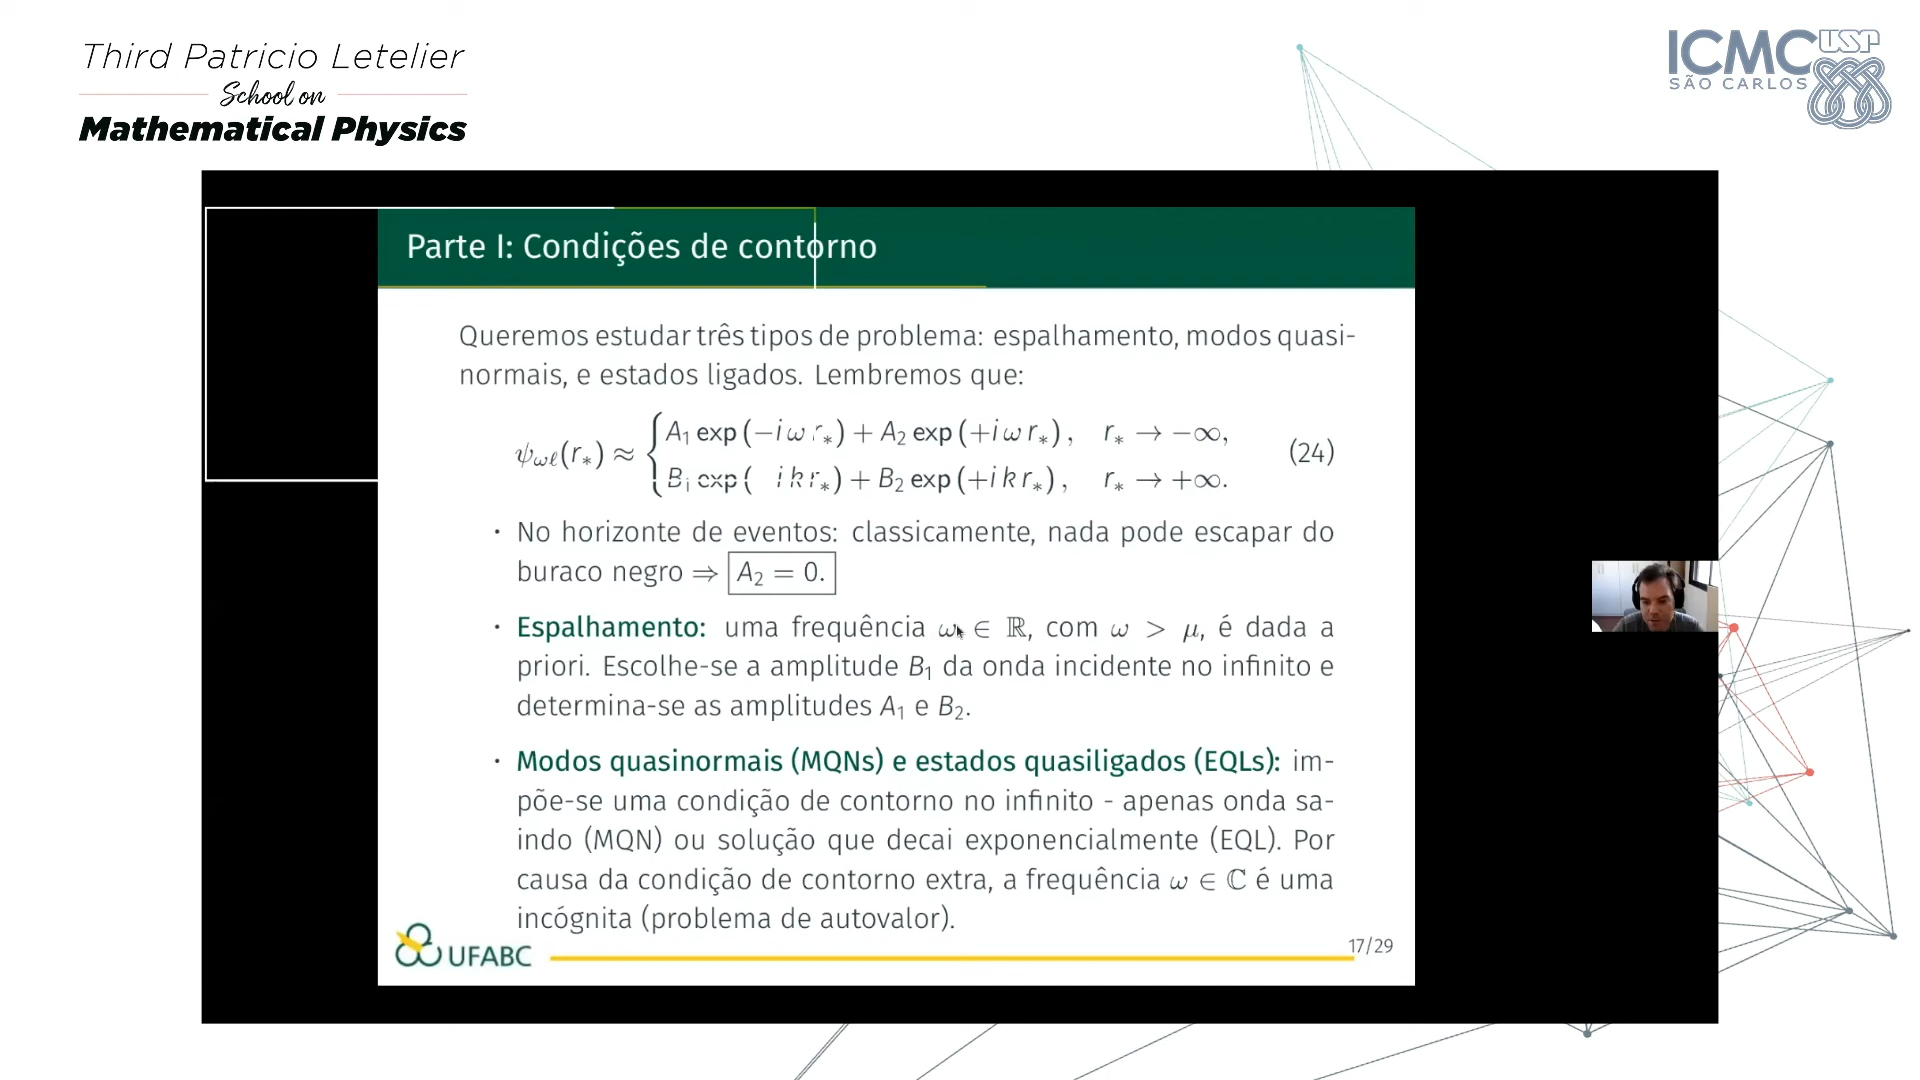 Third Patricio Letelier
School on
Mathematical Physics
ICMC USP
SÃO CARLOS
Parte I: Condições de contorno
Queremos estudar três tipos de problema: espalhamento, modos quasi-
normais, e estados ligados. Lembremos que:
A₁ exp (−i ω r∗) + A₂ exp (+i ω r∗), r∗ → −∞,
ψωℓ(r∗) ≈ { (24)
B₁ exp ( i k r∗) + B₂ exp (+i k r∗), r∗ → +∞.
· No horizonte de eventos: classicamente, nada pode escapar do
buraco negro ⇒ A₂ = 0.
· Espalhamento: uma frequência ω ∈ ℝ, com ω > μ, é dada a
priori. Escolhe-se a amplitude B₁ da onda incidente no infinito e
determina-se as amplitudes A₁ e B₂.
· Modos quasinormais (MQNs) e estados quasiligados (EQLs): im-
põe-se uma condição de contorno no infinito - apenas onda sa-
indo (MQN) ou solução que decai exponencialmente (EQL). Por
causa da condição de contorno extra, a frequência ω ∈ ℂ é uma
incógnita (problema de autovalor).
UFABC
17/29